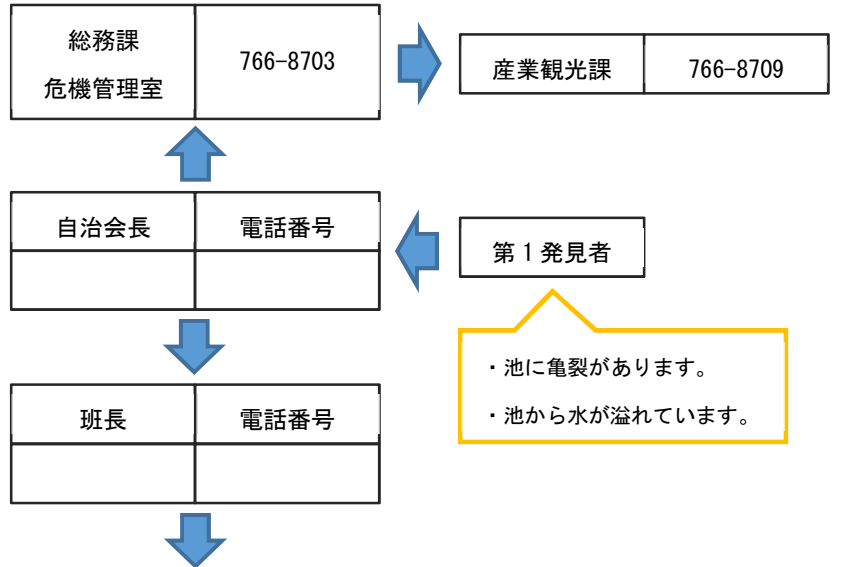 総務課
危機管理室
766-8703
産業観光課
766-8709
自治会長
電話番号
第1発見者
・池に亀裂があります。
・池から水が溢れています。
班長
電話番号